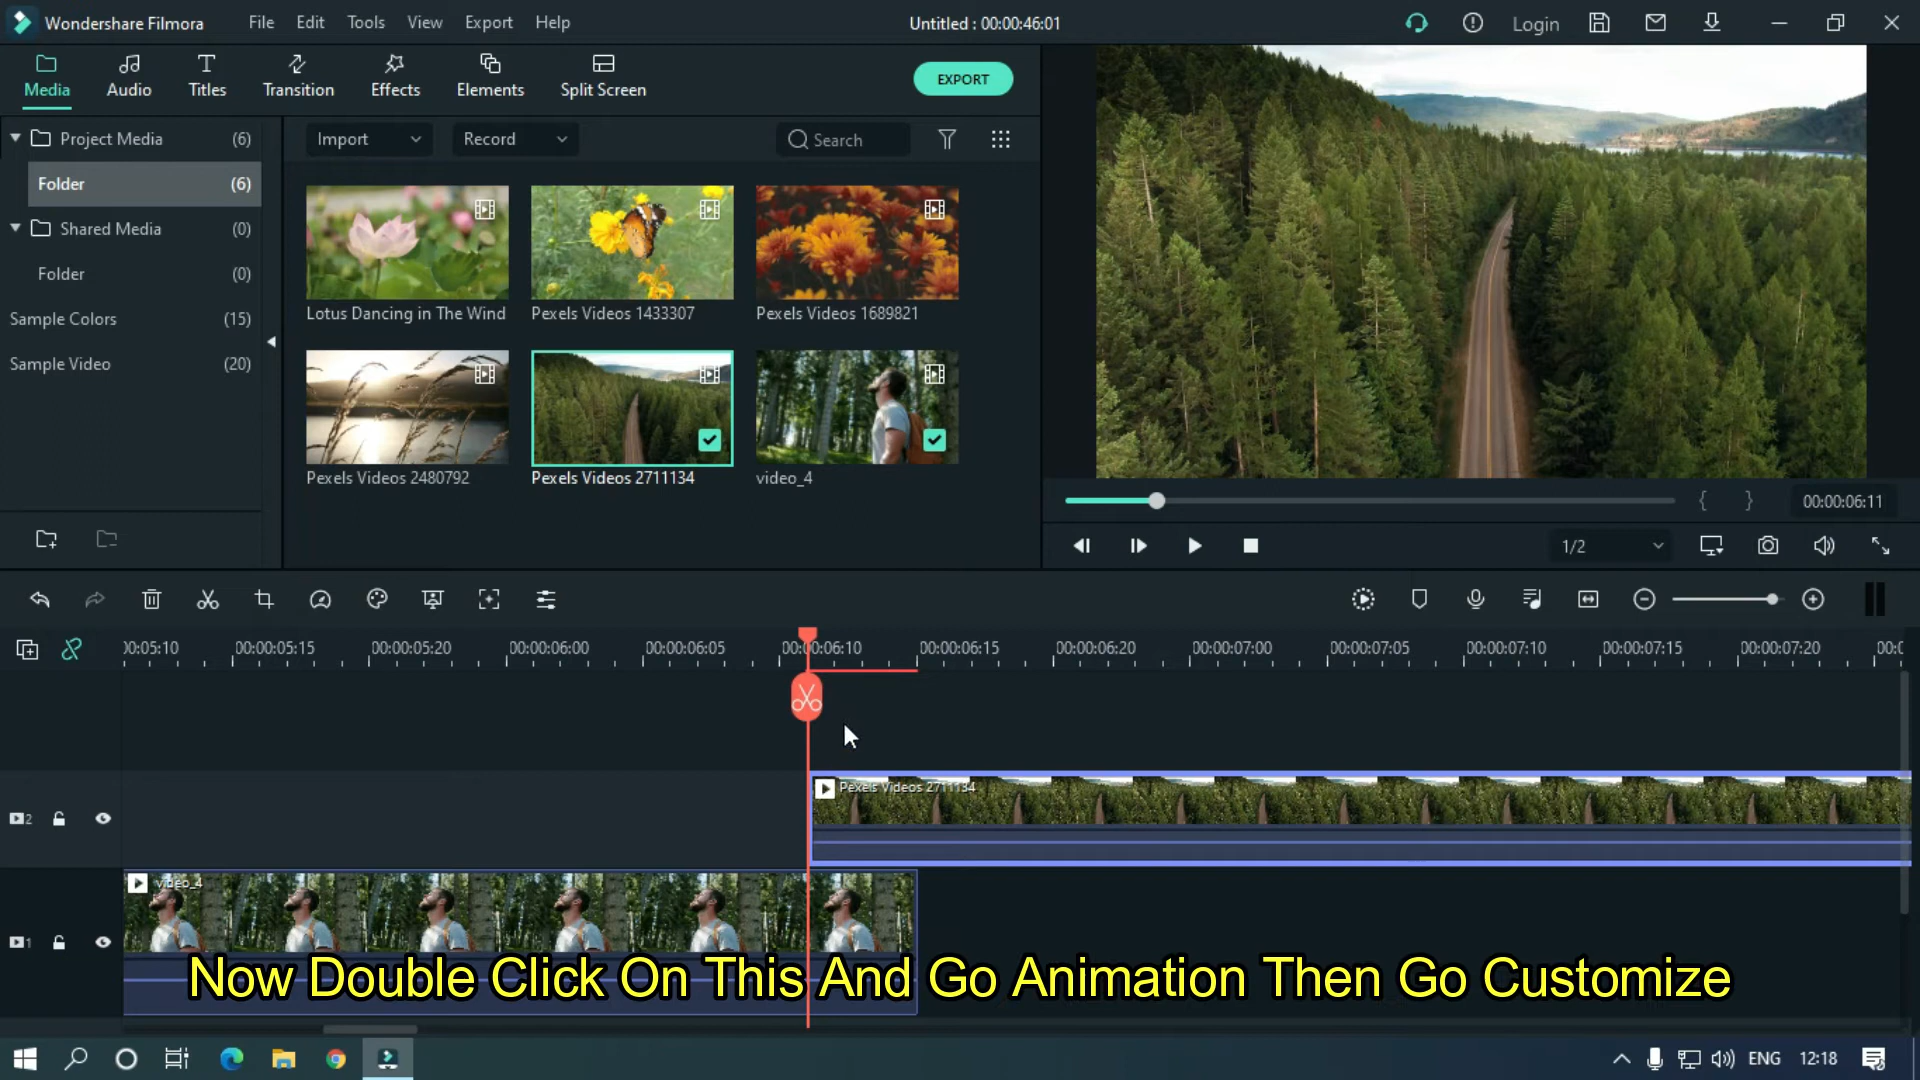 Wondershare Filmora File Edit Tools View Export Help Untitled : 00:00:46:01 Login
Media Audio Titles Transition Effects Elements Split Screen EXPORT
Project Media (6)
Folder (6)
Shared Media (0)
Folder (0)
Sample Colors (15)
Sample Video (20)
Import Record Search
Lotus Dancing in The Wind Pexels Videos 1433307 Pexels Videos 1689821
Pexels Videos 2480792 Pexels Videos 2711134 video_4
{ } 00:00:06:11
1/2
00:05:10 00:00:05:15 00:00:05:20 00:00:06:00 00:00:06:05 00:00:06:10 00:00:06:15 00:00:06:20 00:00:07:00 00:00:07:05 00:00:07:10 00:00:07:15 00:00:07:20
Pexels Videos 2711134
2
video_4
1
Now Double Click On This And Go Animation Then Go Customize
ENG 12:18